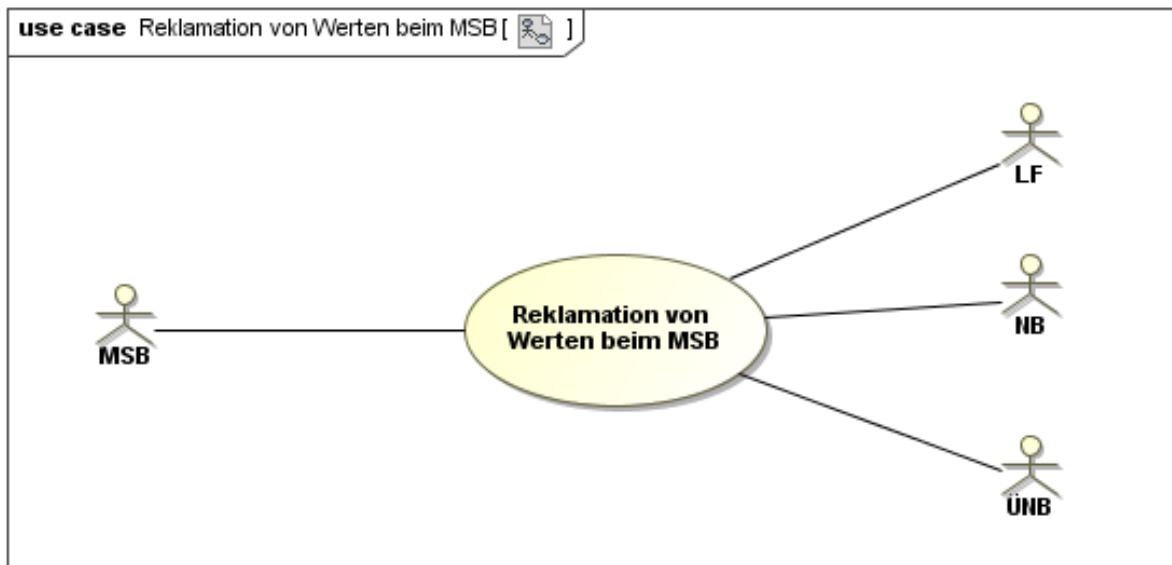 use case Reklamation von Werten beim MSB [ ]
LF
NB
MSB
Reklamation von
Werten beim MSB
ÜNB